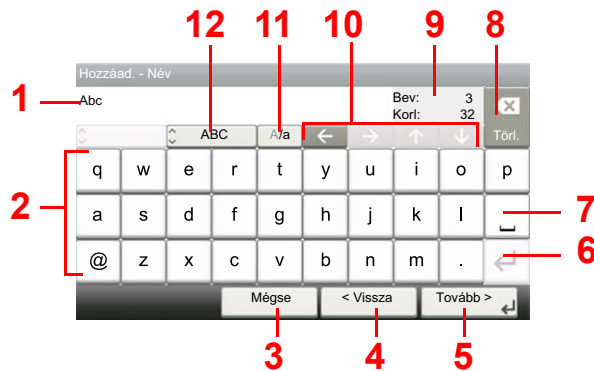 12 11 10 9 8
Hozzáad. - Név
1 Abc Bev: 3
Korl: 32
ABC A/a ← → ↑ ↓ Törl.
q w e r t y u i o p
2
a s d f g h j k l ⎵ 7
@ z x c v b n m . ↵ 6
Mégse < Vissza Tovább > ↵
3 4 5